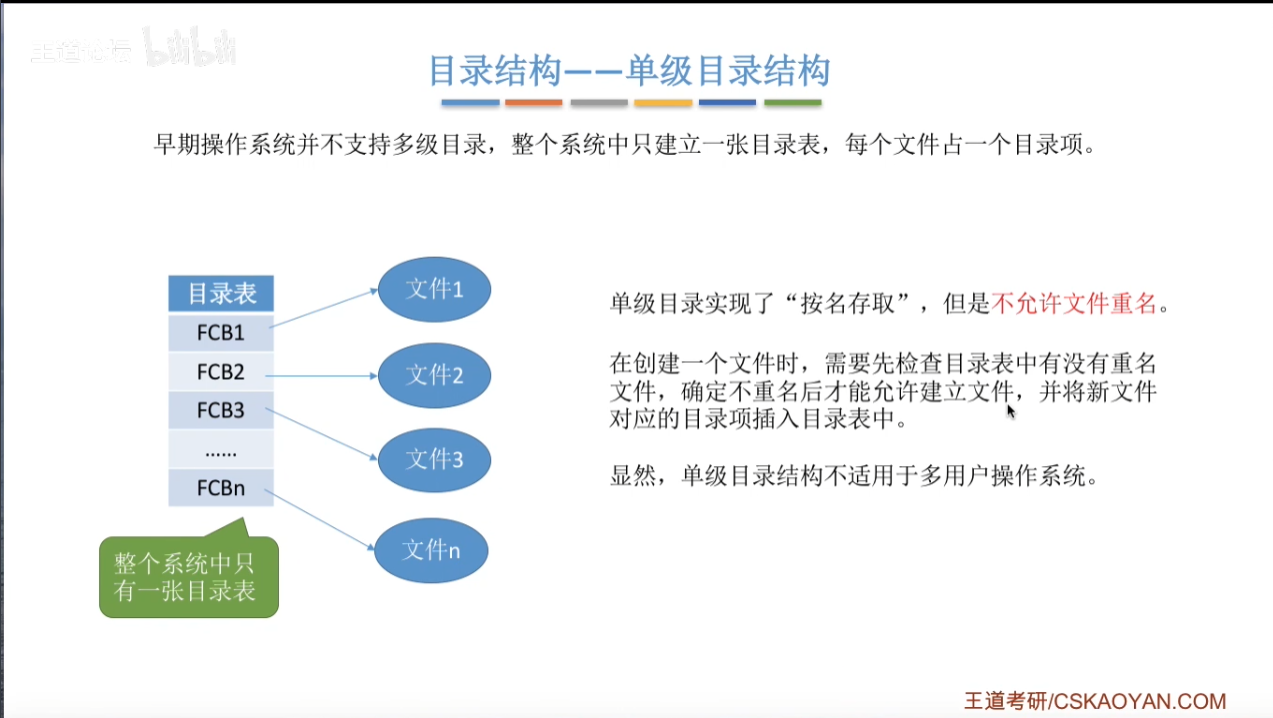 王道论坛 bilibili
目录结构——单级目录结构
早期操作系统并不支持多级目录，整个系统中只建立一张目录表，每个文件占一个目录项。
目录表
FCB1
FCB2
FCB3
......
FCBn
文件1
文件2
文件3
文件n
整个系统中只
有一张目录表
单级目录实现了“按名存取”，但是不允许文件重名。
在创建一个文件时，需要先检查目录表中有没有重名
文件，确定不重名后才能允许建立文件，并将新文件
对应的目录项插入目录表中。
显然，单级目录结构不适用于多用户操作系统。
王道考研/CSKAOYAN.COM